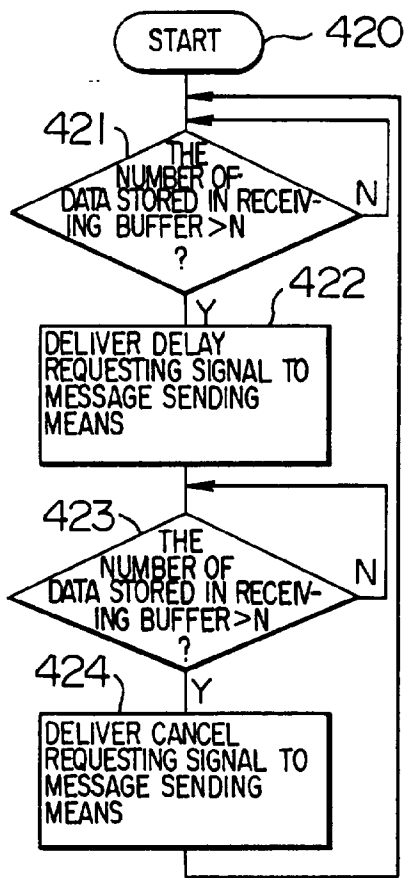 START
420
421
THE
NUMBER OF
DATA STORED IN RECEIV-
ING BUFFER>N
?
N
Y
422
DELIVER DELAY
REQUESTING SIGNAL TO
MESSAGE SENDING
MEANS
423
THE
NUMBER OF
DATA STORED IN RECEIV-
ING BUFFER>N
?
N
Y
424
DELIVER CANCEL
REQUESTING SIGNAL TO
MESSAGE SENDING
MEANS